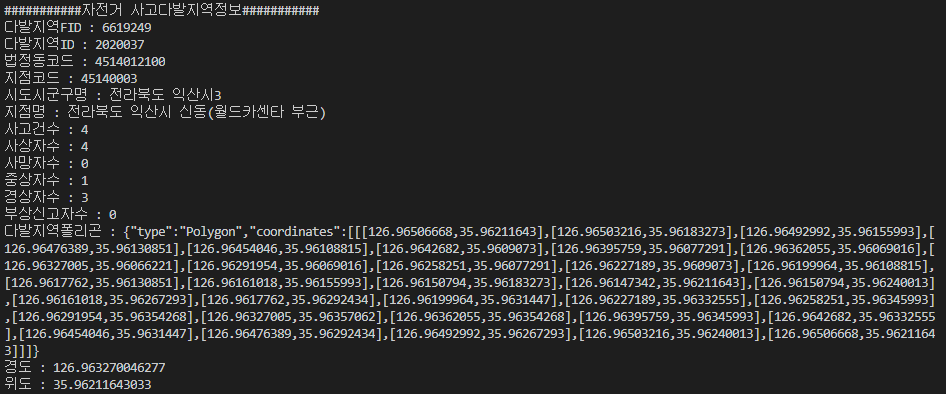 ###########자전거 사고다발지역정보###########
다발지역FID : 6619249
다발지역ID : 2020037
법정동코드 : 4514012100
지점코드 : 45140003
시도시군구명 : 전라북도 익산시3
지점명 : 전라북도 익산시 신동(월드카센타 부근)
사고건수 : 4
사상자수 : 4
사망자수 : 0
중상자수 : 1
경상자수 : 3
부상신고자수 : 0
다발지역폴리곤 : {"type":"Polygon","coordinates":[[[126.96506668,35.96211643],[126.96503216,35.96183273],[126.96492992,35.96155993],[
126.96476389,35.96130851],[126.96454046,35.96108815],[126.9642682,35.9609073],[126.96395759,35.96077291],[126.96362055,35.96069016],[
126.96327005,35.96066221],[126.96291954,35.96069016],[126.96258251,35.96077291],[126.96227189,35.9609073],[126.96199964,35.96108815],
[126.9617762,35.96130851],[126.96161018,35.96155993],[126.96150794,35.96183273],[126.96147342,35.96211643],[126.96150794,35.96240013]
,[126.96161018,35.96267293],[126.9617762,35.96292434],[126.96199964,35.9631447],[126.96227189,35.96332555],[126.96258251,35.96345993]
,[126.96291954,35.96354268],[126.96327005,35.96357062],[126.96362055,35.96354268],[126.96395759,35.96345993],[126.9642682,35.96332555
],[126.96454046,35.9631447],[126.96476389,35.96292434],[126.96492992,35.96267293],[126.96503216,35.96240013],[126.96506668,35.9621164
3]]]}
경도 : 126.963270046277
위도 : 35.96211643033